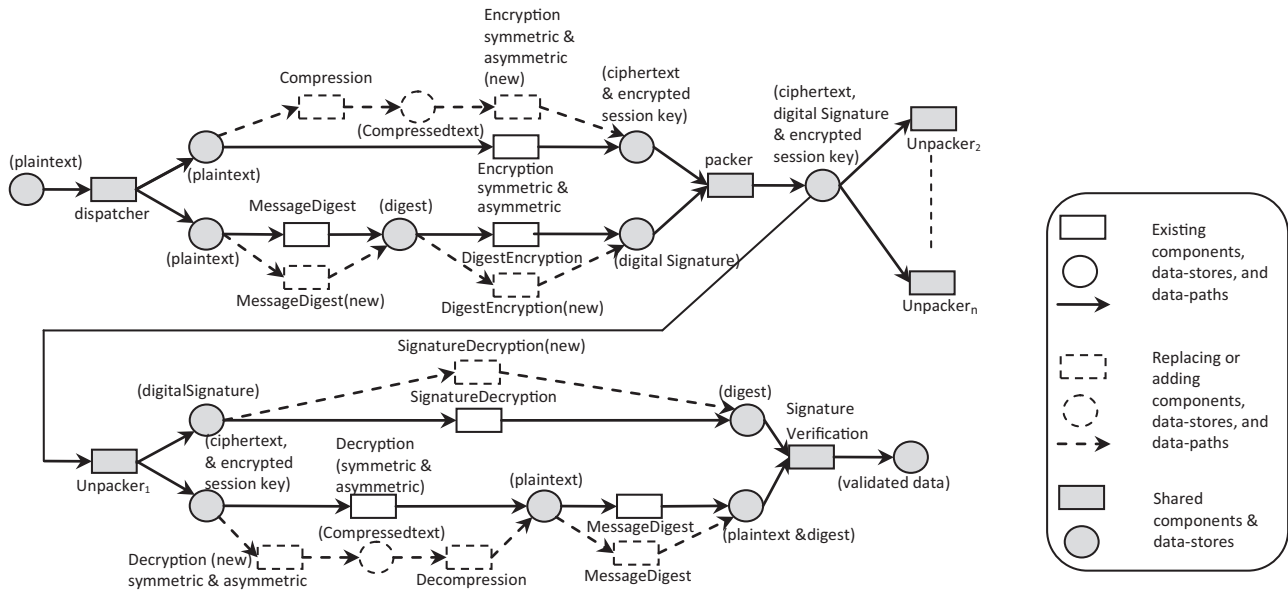 Encryption
symmetric &
asymmetric
(new)
Compression
(ciphertext
& encrypted
session key)
(ciphertext,
digital Signature
& encrypted
session key)
(Compressedtext)
Unpacker2
(plaintext)
(plaintext)
packer
dispatcher
Encryption
symmetric &
asymmetric
MessageDigest
(digest)
(plaintext)
DigestEncryption
(digital Signature)
MessageDigest(new)
DigestEncryption(new)
Unpackern
SignatureDecryption(new)
(digitalSignature)
SignatureDecryption
(digest)
Signature
Verification
(ciphertext,
& encrypted
session key)
Decryption
(symmetric &
asymmetric)
Unpacker1
(plaintext)
(validated data)
MessageDigest
(plaintext &digest)
(Compressedtext)
Decryption (new)
symmetric & asymmetric
Decompression
MessageDigest
Existing
components,
data-stores, and
data-paths
Replacing or
adding
components,
data-stores, and
data-paths
Shared
components &
data-stores